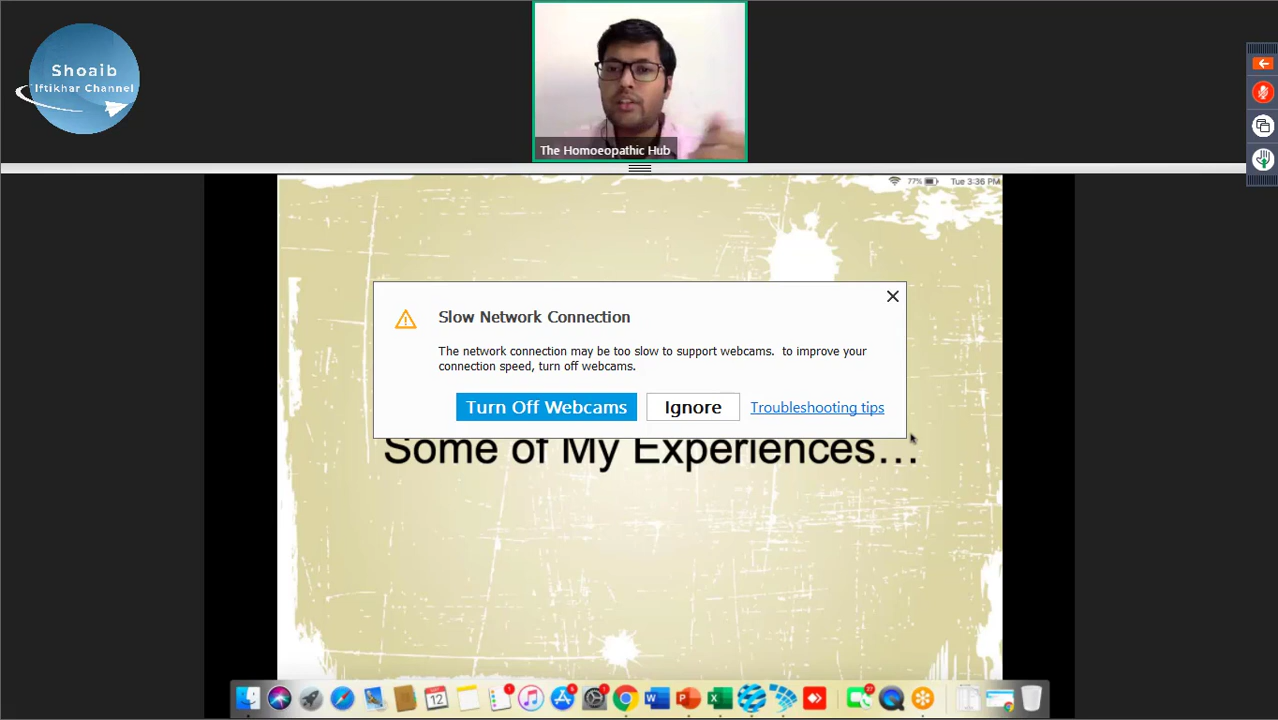 Shoaib
Iftikhar Channel
The Homoeopathic Hub
77%
Tue 3:36 PM
Slow Network Connection
The network connection may be too slow to support webcams.  to improve your
connection speed, turn off webcams.
Turn Off Webcams
Ignore
Troubleshooting tips
Some of My Experiences…
12